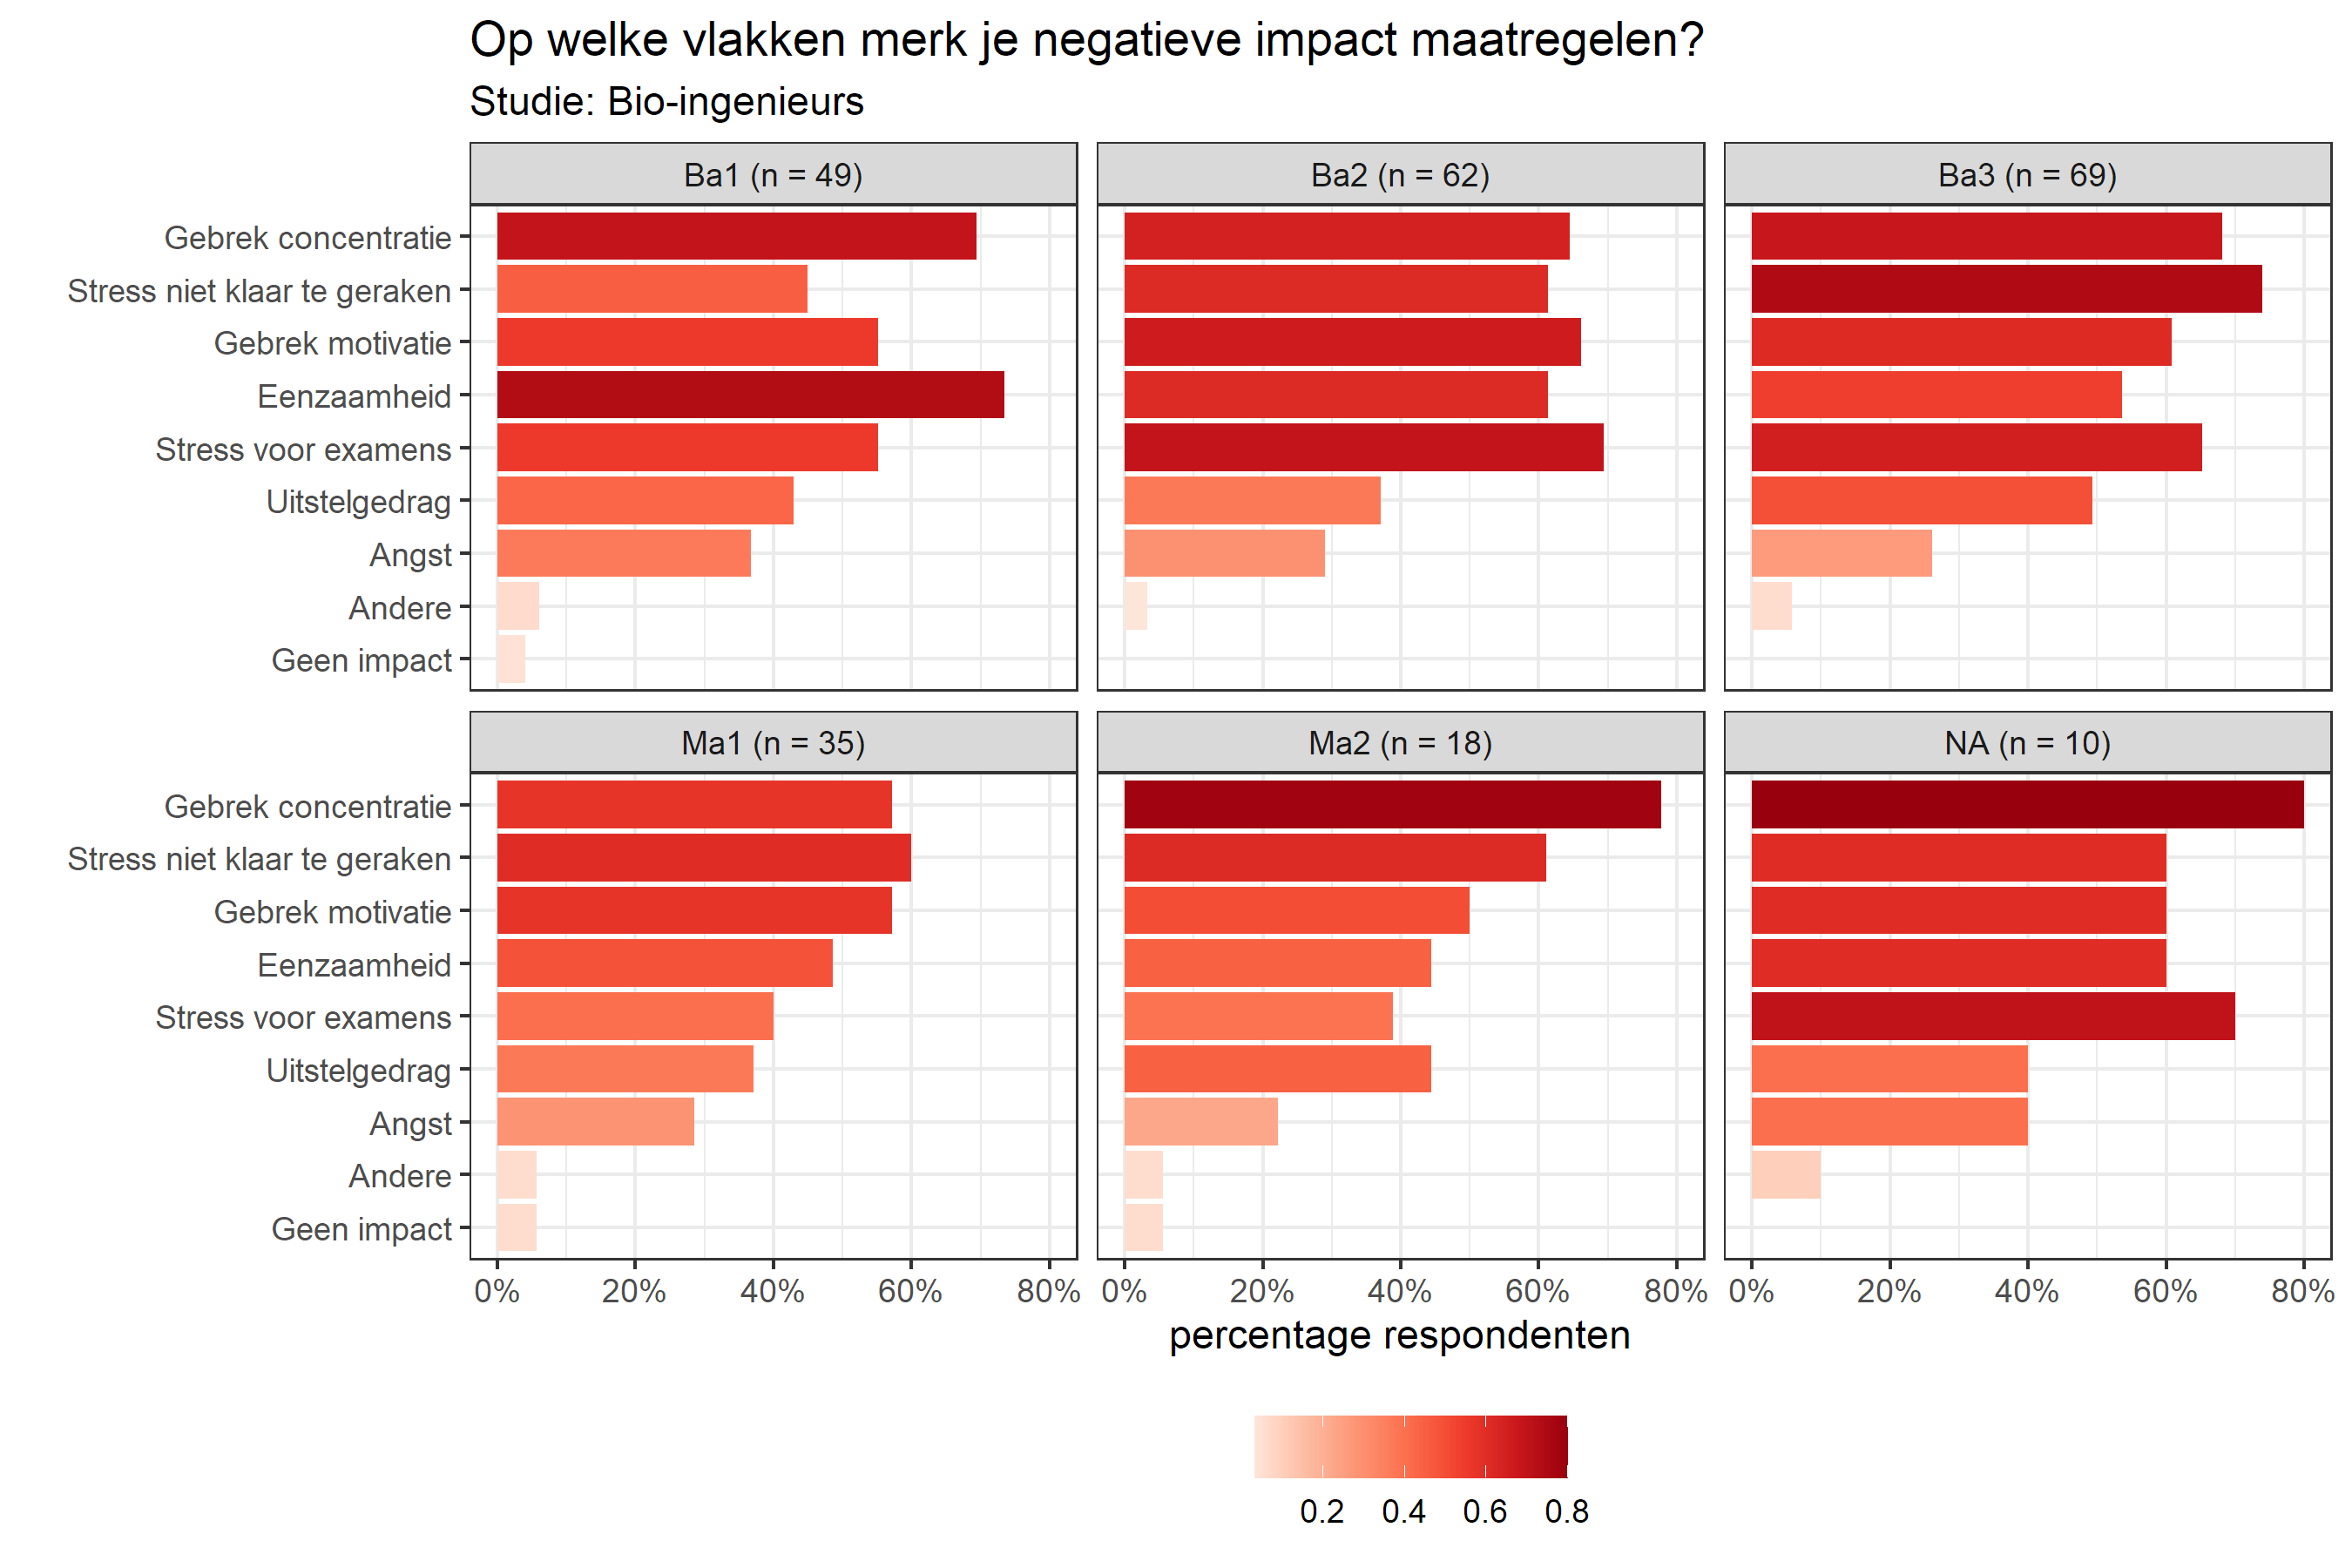 Op welke vlakken merk je negatieve impact maatregelen?
Studie: Bio-ingenieurs
Ba1 (n = 49)
Ba2 (n = 62)
Ba3 (n = 69)
Gebrek concentratie
Stress niet klaar te geraken
Gebrek motivatie
Eenzaamheid
Stress voor examens
Uitstelgedrag
Angst
Andere
Geen impact
Ma1 (n = 35)
Ma2 (n = 18)
NA (n = 10)
Gebrek concentratie
Stress niet klaar te geraken
Gebrek motivatie
Eenzaamheid
Stress voor examens
Uitstelgedrag
Angst
Andere
Geen impact
0% 20% 40% 60% 80%
0% 20% 40% 60% 80%
0% 20% 40% 60% 80%
percentage respondenten
0.2 0.4 0.6 0.8